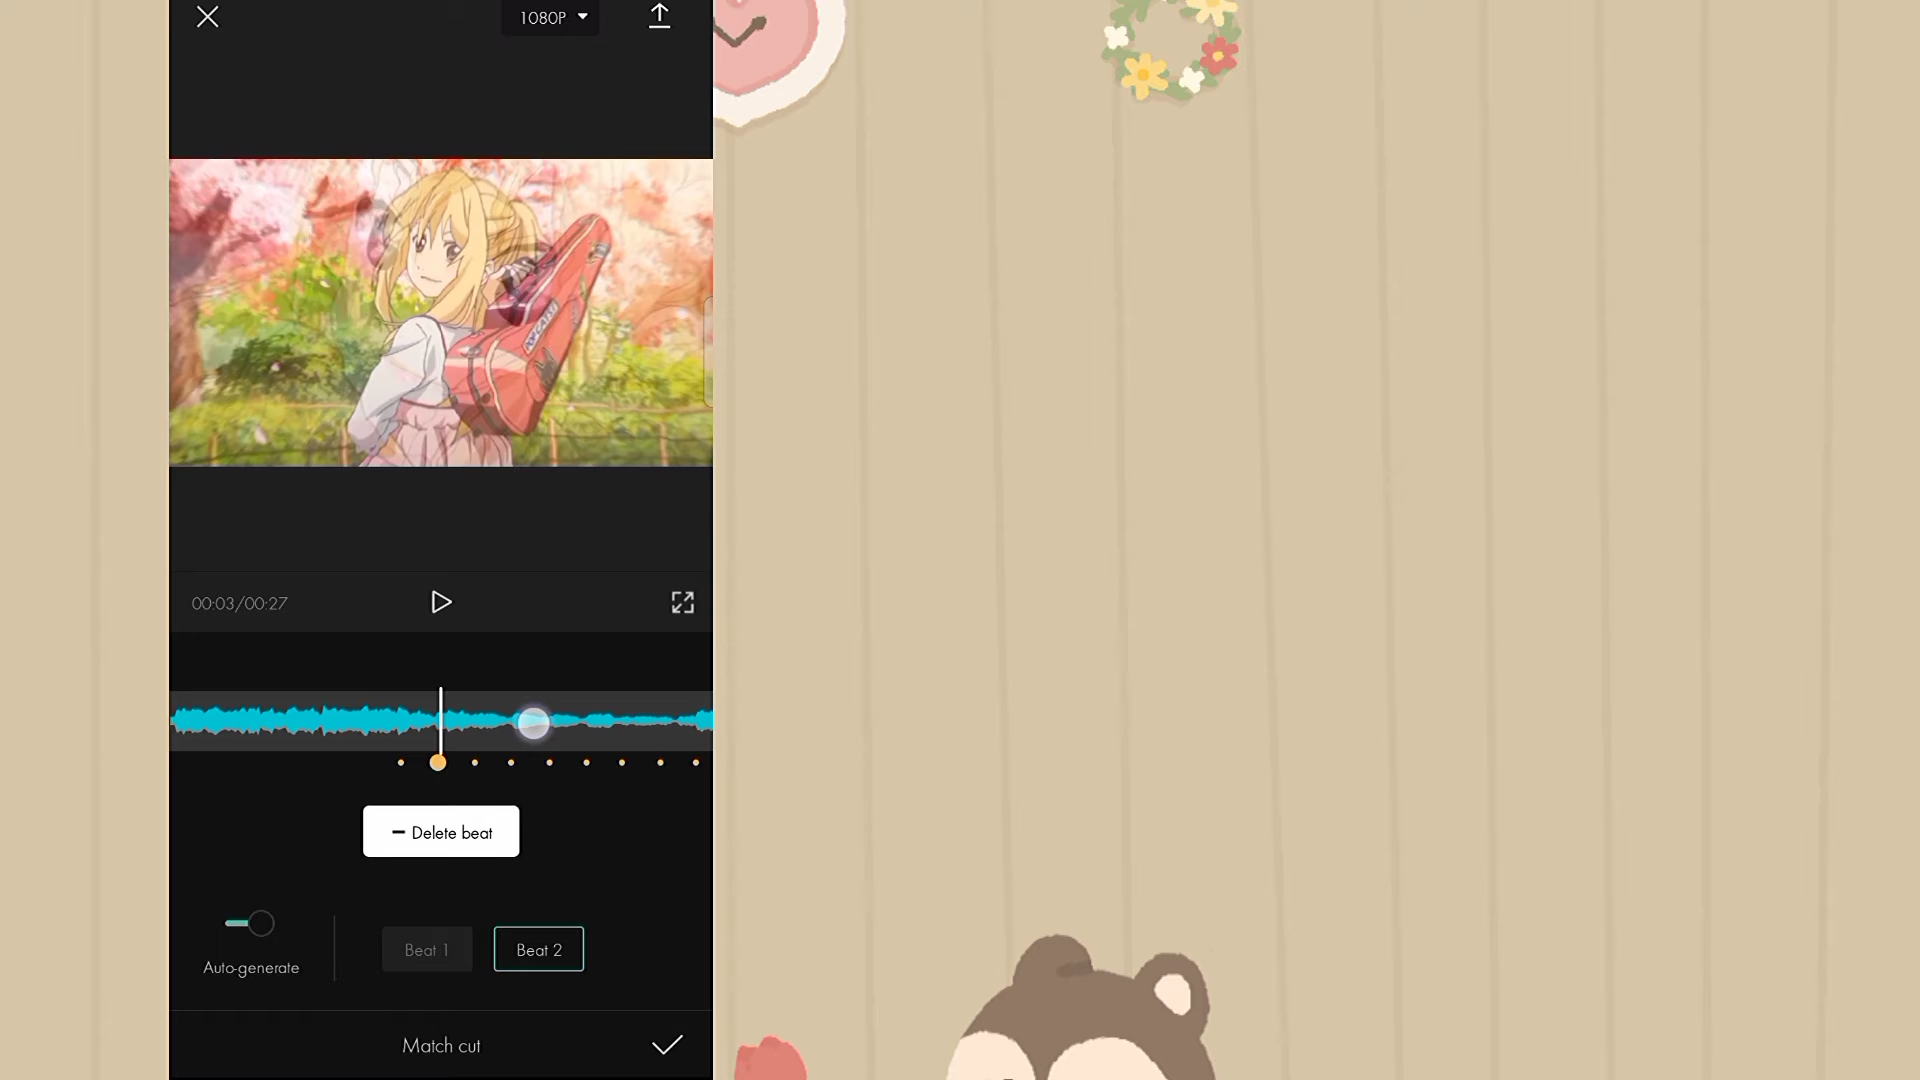 1080P
00:03/00:27
Delete beat
Auto-generate
Beat 1
Beat 2
Match cut